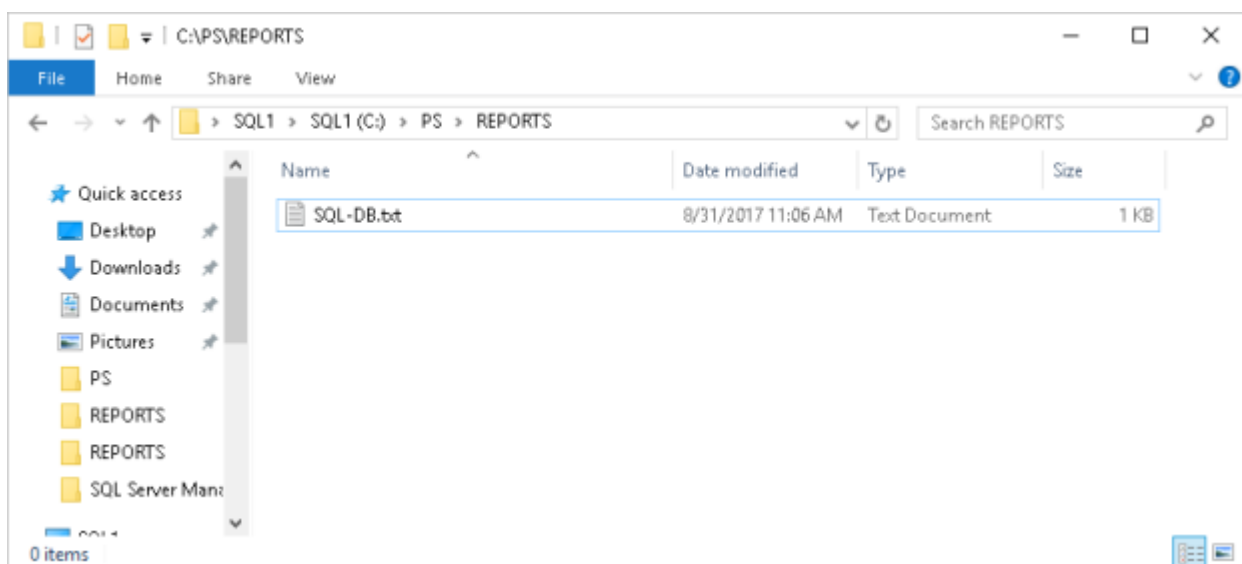 C:\PS\REPORTS
File Home Share View
SQL1 > SQL1 (C:) > PS > REPORTS Search REPORTS
Name Date modified Type Size
Quick access
SQL-DB.txt 8/31/2017 11:06 AM Text Document 1 KB
Desktop
Downloads
Documents
Pictures
PS
REPORTS
REPORTS
SQL Server Mana
SQL1
0 items